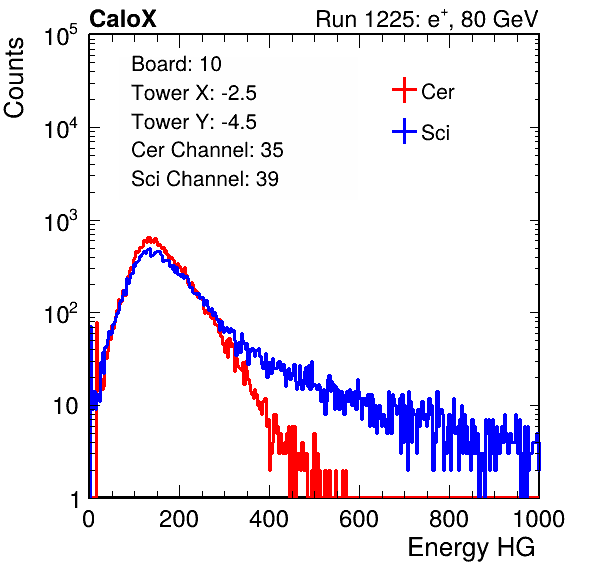 CaloX Run 1225: e⁺, 80 GeV
Counts
Board: 10
Tower X: -2.5
Tower Y: -4.5
Cer Channel: 35
Sci Channel: 39
Cer
Sci
10⁵
10⁴
10³
10²
10
1
0 200 400 600 800 1000
Energy HG